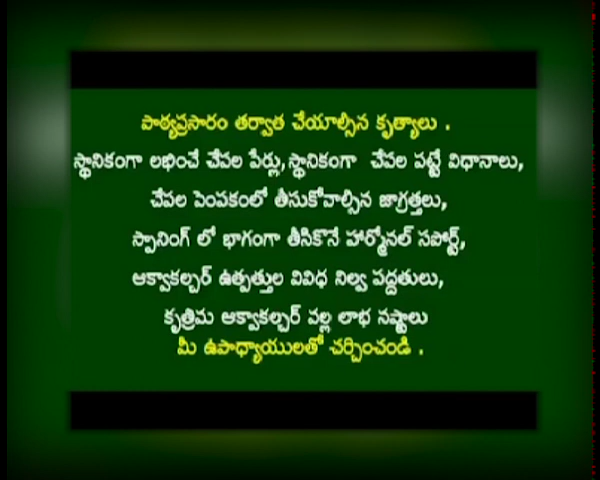 పాఠ్యప్రసారం తర్వాత చేయాల్సిన కృత్యాలు .
స్థానికంగా లభించే చేపల పేర్లు,స్థానికంగా చేపల పట్టే విధానాలు,
చేపల పెంపకంలో తీసుకోవాల్సిన జాగ్రత్తలు,
స్పానింగ్ లో భాగంగా తీసికొనే హార్మోనల్ సపోర్ట్,
ఆక్వాకల్చర్ ఉత్పత్తుల వివిధ నిల్వ పద్దతులు,
కృత్రిమ ఆక్వాకల్చర్ వల్ల లాభ నష్టాలు
మీ ఉపాధ్యాయులతో చర్చించండి .